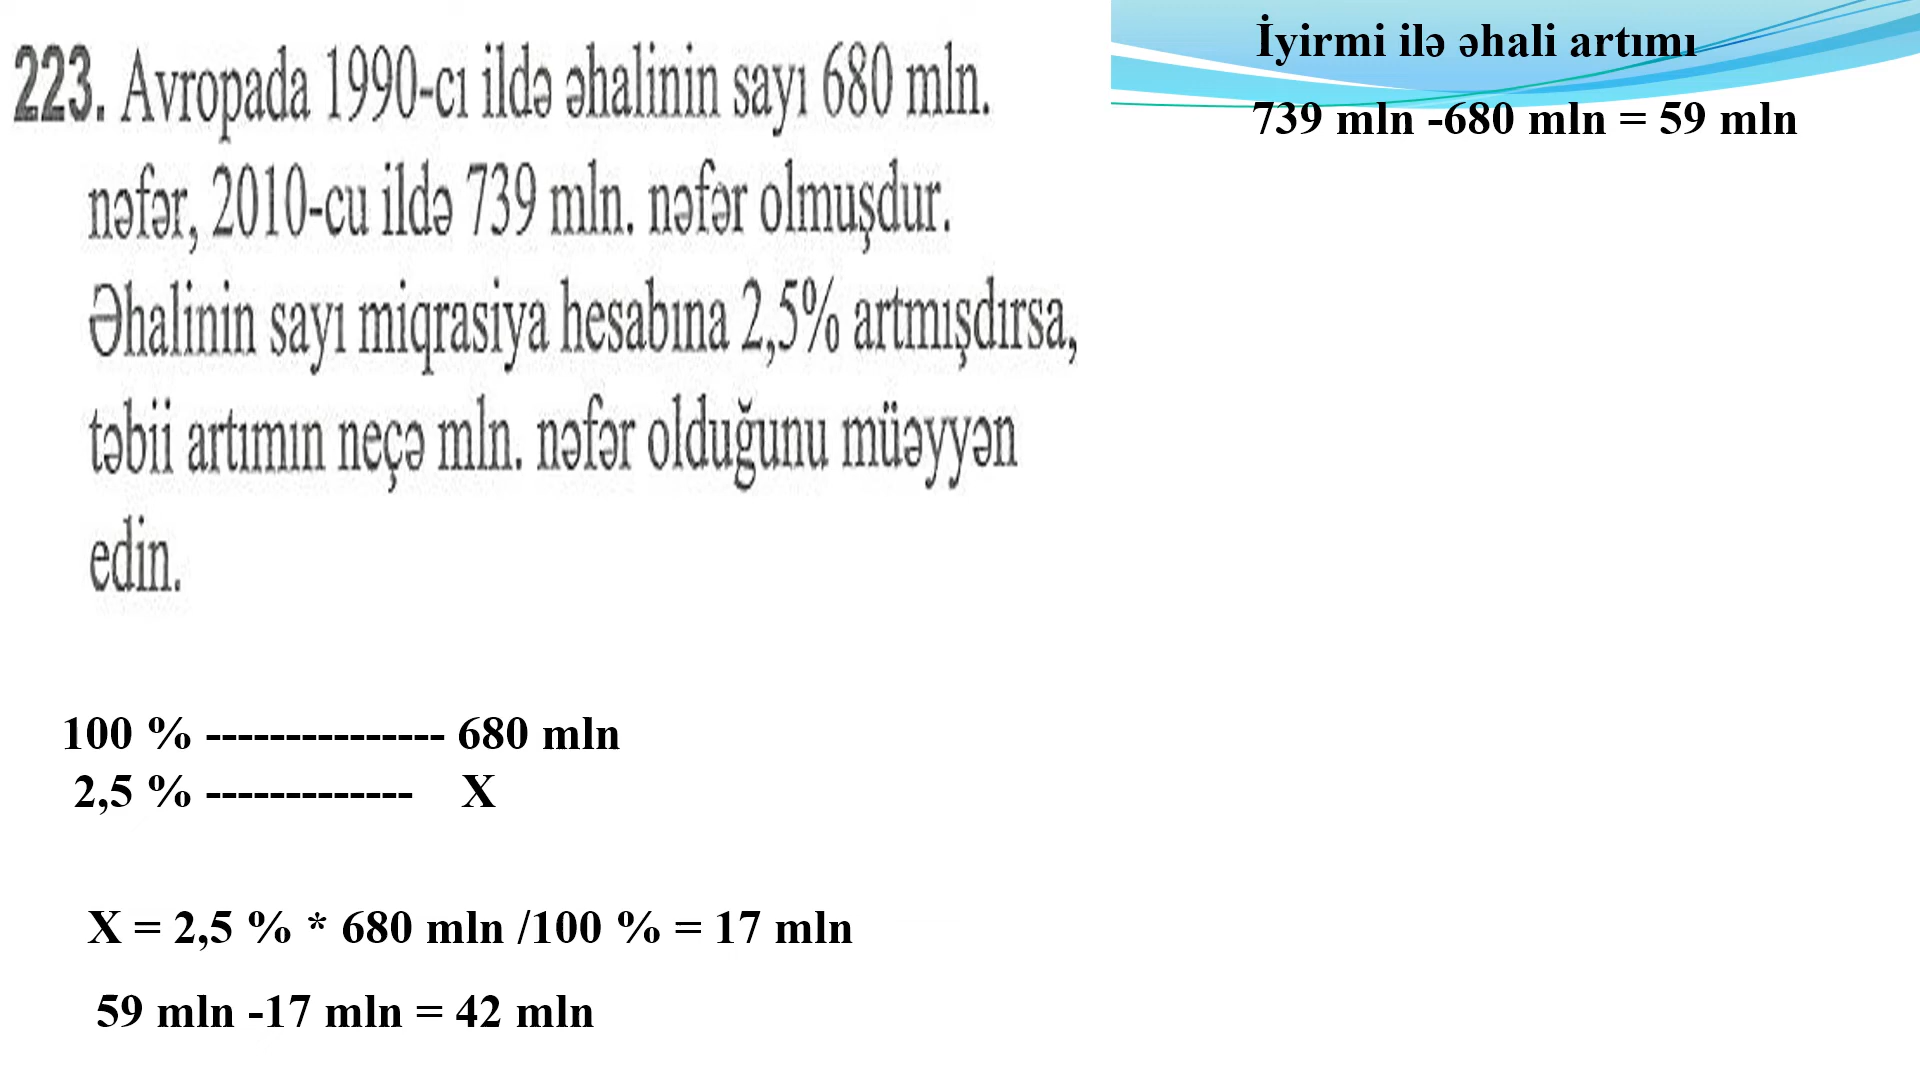 223. Avropada 1990-cı ildə əhalinin sayı 680 mln.
nəfər, 2010-cu ildə 739 mln. nəfər olmuşdur.
Əhalinin sayı miqrasiya hesabına 2,5% artmışdırsa,
təbii artımın neçə mln. nəfər olduğunu müəyyən
edin.
İyirmi ilə əhali artımı
739 mln -680 mln = 59 mln
100 % --------------- 680 mln
2,5 % ------------- X
X = 2,5 % * 680 mln /100 % = 17 mln
59 mln -17 mln = 42 mln